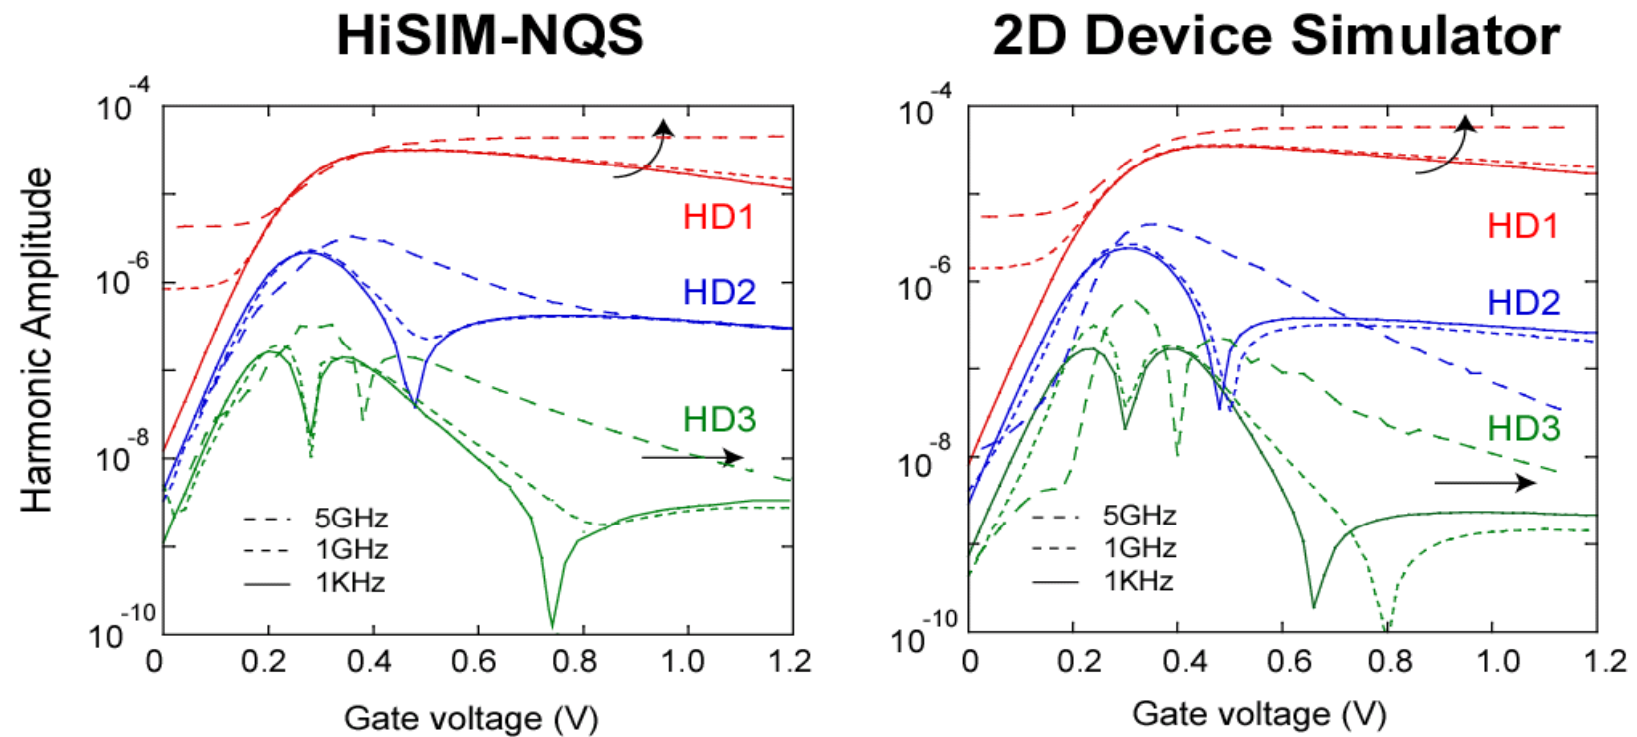 HiSIM-NQS
2D Device Simulator
Harmonic Amplitude
10-4
10-6
10-8
10-10
HD1
HD2
HD3
5GHz
1GHz
1KHz
0 0.2 0.4 0.6 0.8 1.0 1.2
Gate voltage (V)
10-4
10-6
10-8
10-10
HD1
HD2
HD3
5GHz
1GHz
1KHz
0 0.2 0.4 0.6 0.8 1.0 1.2
Gate voltage (V)